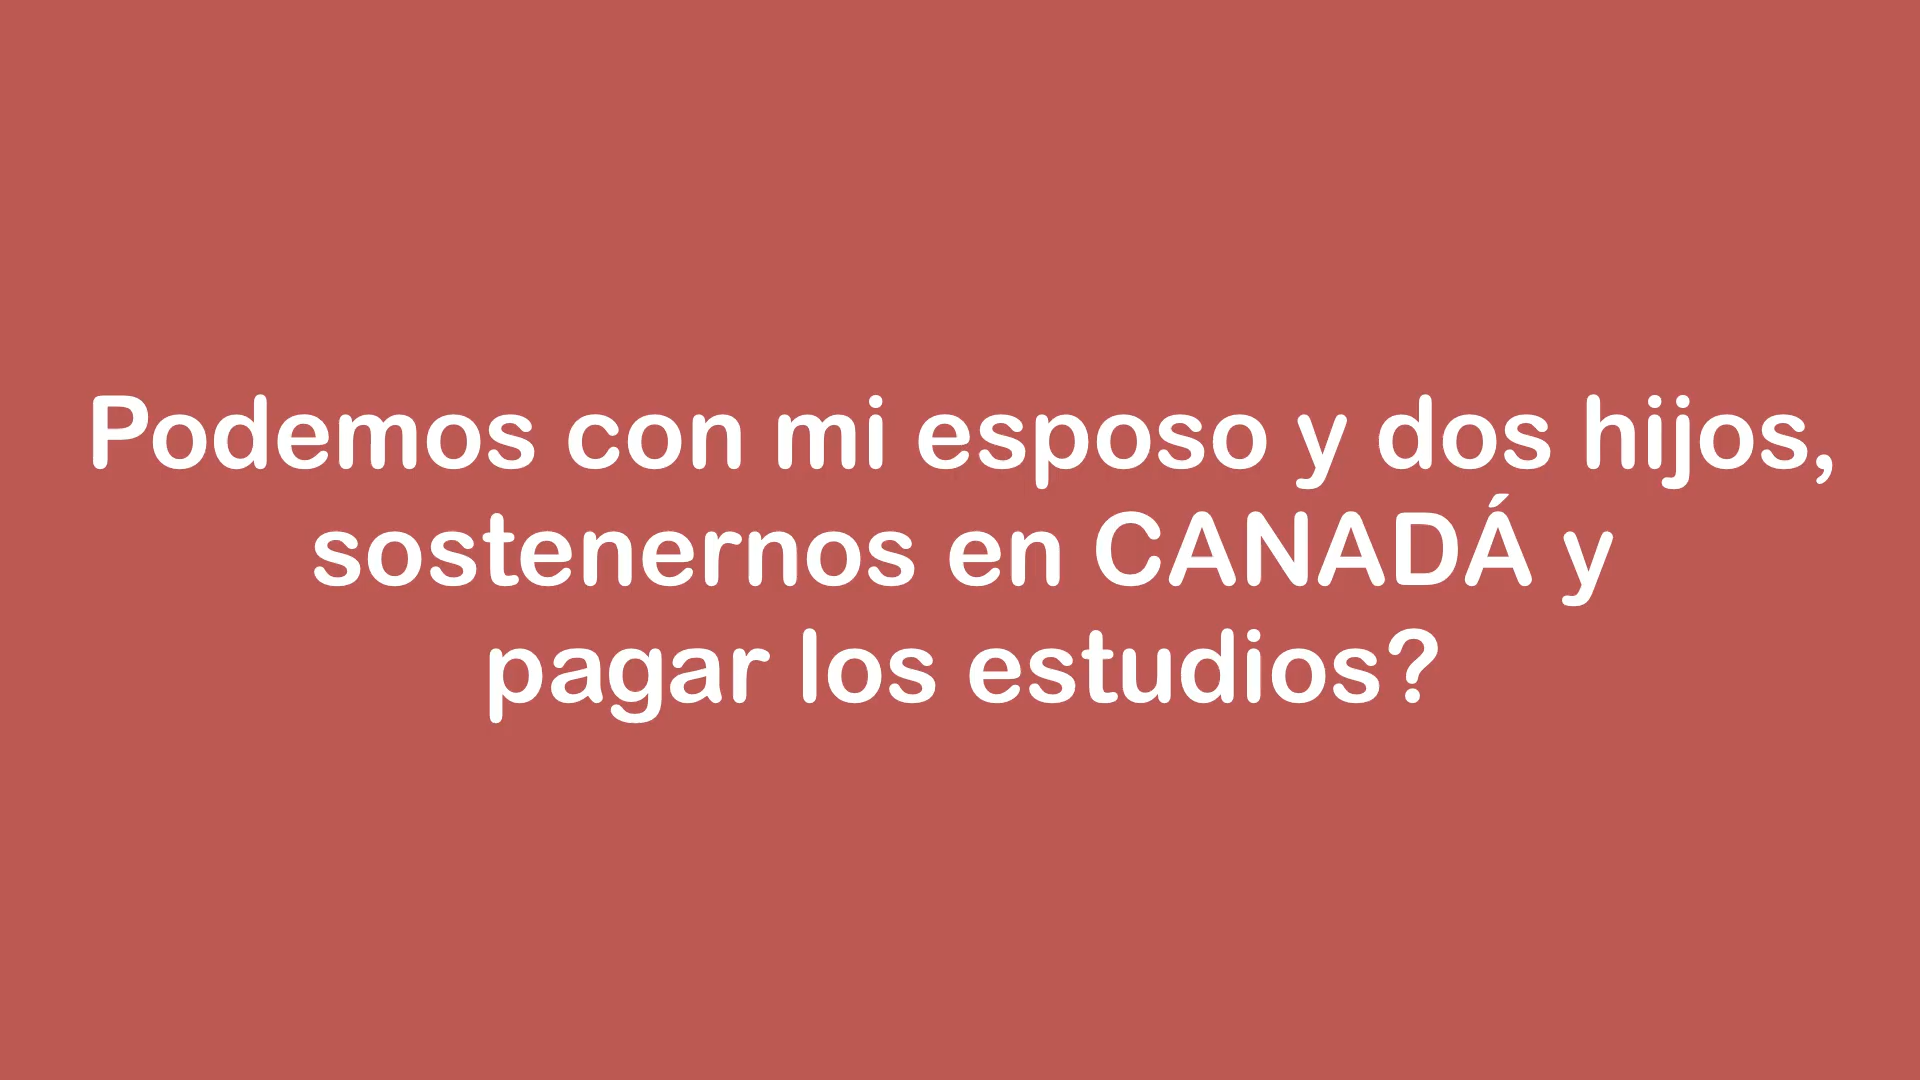 Podemos con mi esposo y dos hijos,
sostenernos en CANADÁ y
pagar los estudios?